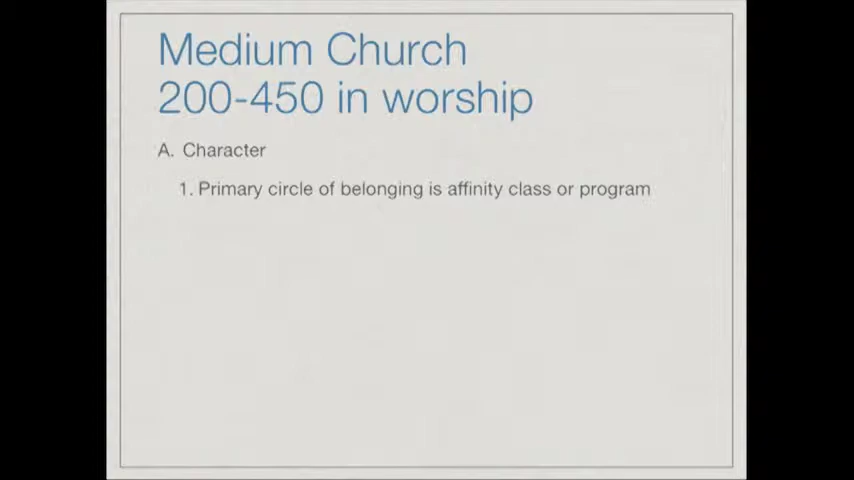 Medium Church
200-450 in worship
A. Character
1. Primary circle of belonging is affinity class or program